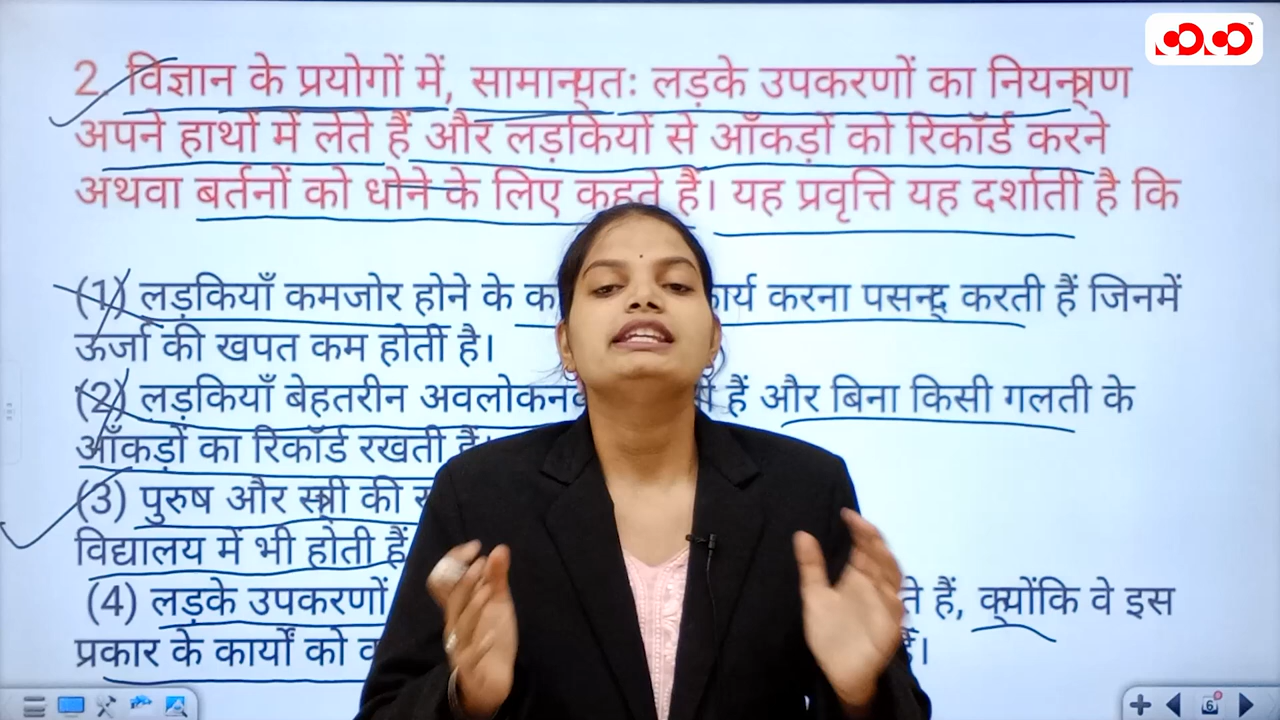 2. विज्ञान के प्रयोगों में, सामान्यतः लड़के उपकरणों का नियन्त्रण
अपने हाथों में लेते हैं और लड़कियों से आँकड़ों को रिकॉर्ड करने
अथवा बर्तनों को धोने के लिए कहते हैं। यह प्रवृत्ति यह दर्शाती है कि
(1) लड़कियाँ कमजोर होने के कार्य करना पसन्द करती हैं जिनमें
ऊर्जा की खपत कम होती है।
(2) लड़कियाँ बेहतरीन हैं और बिना किसी गलती के
आँकड़ों का रिकॉर्ड रखती हैं।
(3) पुरुष और स्त्री की
विद्यालय में भी होती हैं
(4) लड़के उपकरणों हैं, क्योंकि वे इस
प्रकार के कार्यों को
6